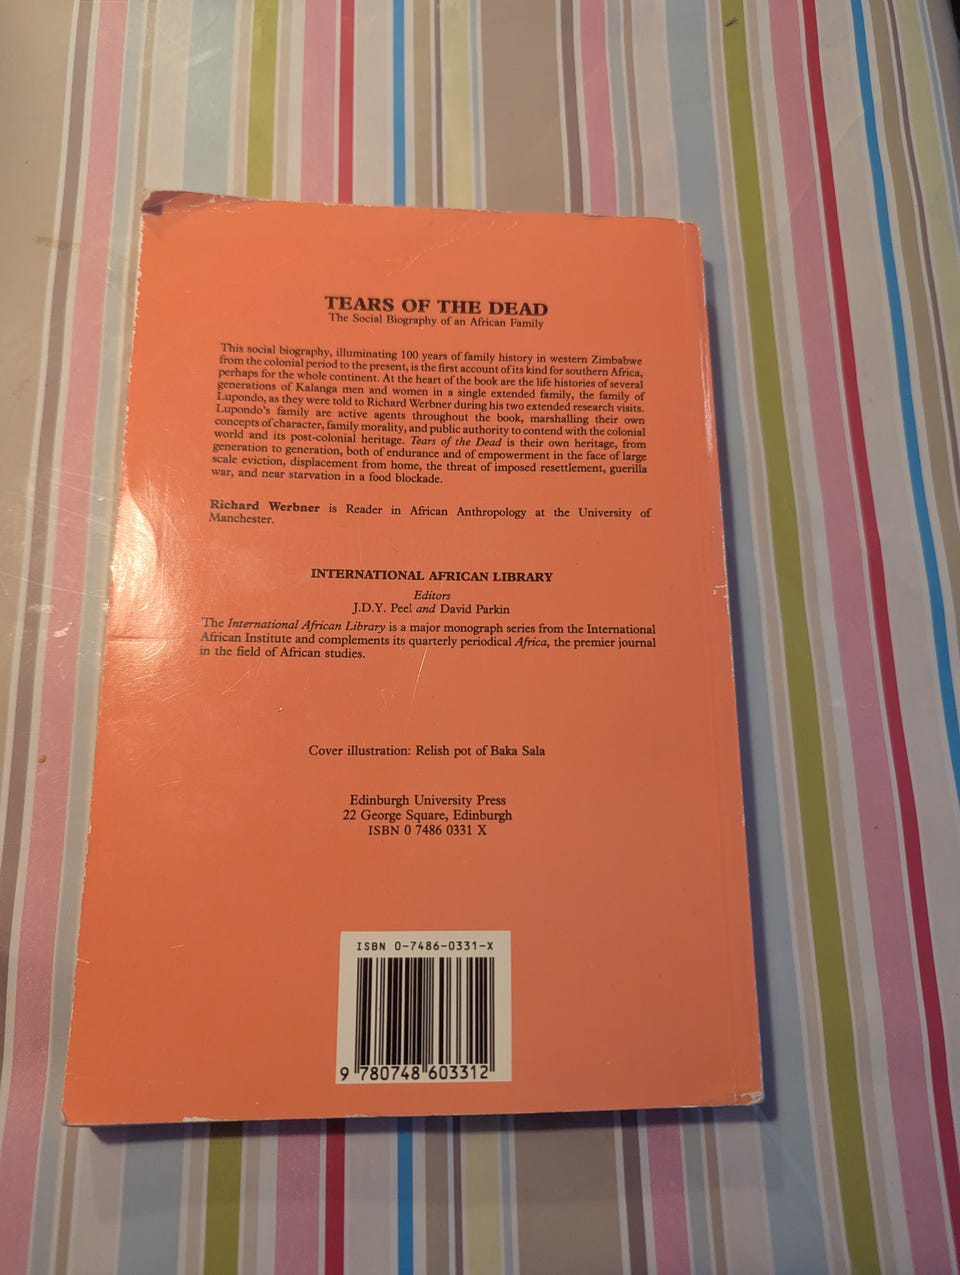 TEARS OF THE DEAD
The Social Biography of an African Family
This social biography, illuminating 100 years of family history in western Zimbabwe
from the colonial period to the present, is the first account of its kind for southern Africa,
perhaps for the whole continent. At the heart of the book are the life histories of several
generations of Kalanga men and women in a single extended family, the family of
Lupondo, as they were told to Richard Werbner during his two extended research visits.
Lupondo's family are active agents throughout the book, marshalling their own
concepts of character, family morality, and public authority to contend with the colonial
world and its post-colonial heritage. Tears of the Dead is their own heritage, from
generation to generation, both of endurance and of empowerment in the face of large
scale eviction, displacement from home, the threat of imposed resettlement, guerilla
war, and near starvation in a food blockade.
Richard Werbner is Reader in African Anthropology at the University of
Manchester.
INTERNATIONAL AFRICAN LIBRARY
Editors
J.D.Y. Peel and David Parkin
The International African Library is a major monograph series from the International
African Institute and complements its quarterly periodical Africa, the premier journal
in the field of African studies.
Cover illustration: Relish pot of Baka Sala
Edinburgh University Press
22 George Square, Edinburgh
ISBN 0 7486 0331 X
ISBN 0-7486-0331-X
9 780748 603312